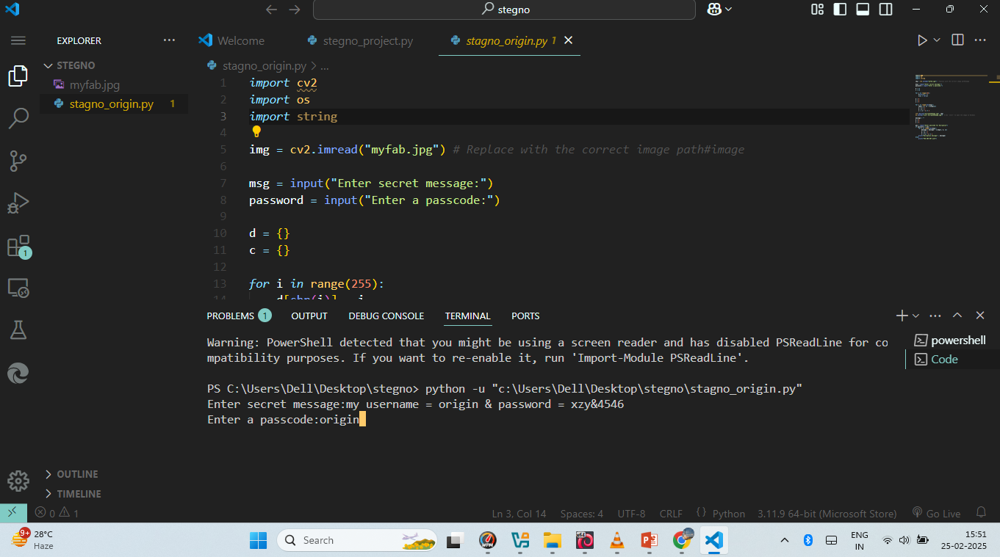 stegno
EXPLORER
Welcome
stegno_project.py
stagno_origin.py 1
STEGNO
myfab.jpg
stagno_origin.py 1
stagno_origin.py > ...
1 import cv2
2 import os
3 import string
4
5 img = cv2.imread("myfab.jpg") # Replace with the correct image path#image
6
7 msg = input("Enter secret message:")
8 password = input("Enter a passcode:")
9
10 d = {}
11 c = {}
12
13 for i in range(255):
14 d[chr(i)] = i
1
PROBLEMS 1 OUTPUT DEBUG CONSOLE TERMINAL PORTS
Warning: PowerShell detected that you might be using a screen reader and has disabled PSReadLine for co
mpatibility purposes. If you want to re-enable it, run 'Import-Module PSReadLine'.
PS C:\Users\Dell\Desktop\stegno> python -u "c:\Users\Dell\Desktop\stegno\stagno_origin.py"
Enter secret message:my username = origin & password = xzy&4546
Enter a passcode:origin
powershell
Code
OUTLINE
TIMELINE
0 1 Ln 3, Col 14 Spaces: 4 UTF-8 CRLF {} Python 3.11.9 64-bit (Microsoft Store) Go Live
9+
28°C
Haze
Search
WPM
x64
ENG
IN
15:51
25-02-2025